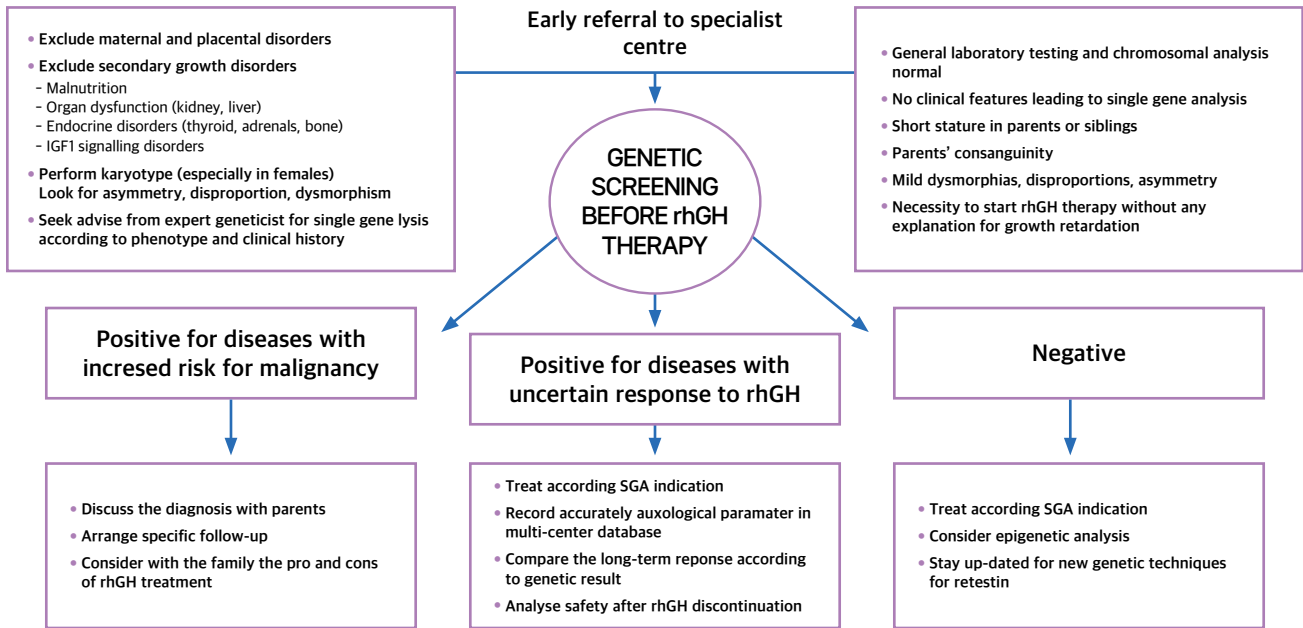 Early referral to specialist
centre
• Exclude maternal and placental disorders
• Exclude secondary growth disorders
– Malnutrition
– Organ dysfunction (kidney, liver)
– Endocrine disorders (thyroid, adrenals, bone)
– IGF1 signalling disorders
• Perform karyotype (especially in females)
Look for asymmetry, disproportion, dysmorphism
• Seek advise from expert geneticist for single gene lysis
according to phenotype and clinical history
GENETIC
SCREENING
BEFORE rhGH
THERAPY
• General laboratory testing and chromosomal analysis
normal
• No clinical features leading to single gene analysis
• Short stature in parents or siblings
• Parents' consanguinity
• Mild dysmorphias, disproportions, asymmetry
• Necessity to start rhGH therapy without any
explanation for growth retardation
Positive for diseases with
incresed risk for malignancy
Positive for diseases with
uncertain response to rhGH
Negative
• Discuss the diagnosis with parents
• Arrange specific follow-up
• Consider with the family the pro and cons
of rhGH treatment
• Treat according SGA indication
• Record accurately auxological paramater in
multi-center database
• Compare the long-term reponse according
to genetic result
• Analyse safety after rhGH discontinuation
• Treat according SGA indication
• Consider epigenetic analysis
• Stay up-dated for new genetic techniques
for retestin